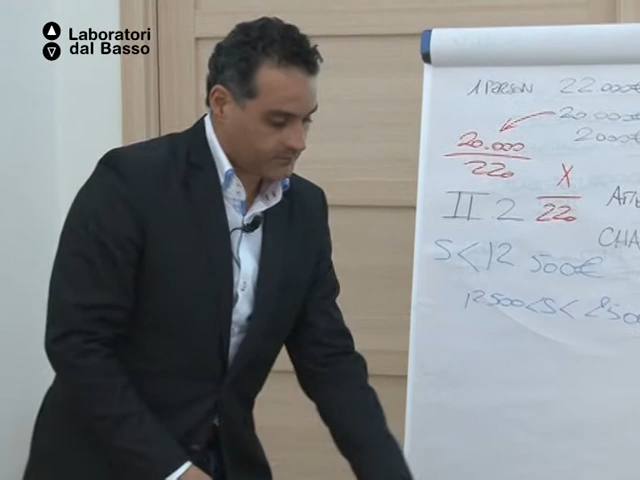 Laboratori
dal Basso
1 PERSON 22.000€
20.000
2000
20.000
220
X
II 2 220
CHA
S<12 500€
12500<S<